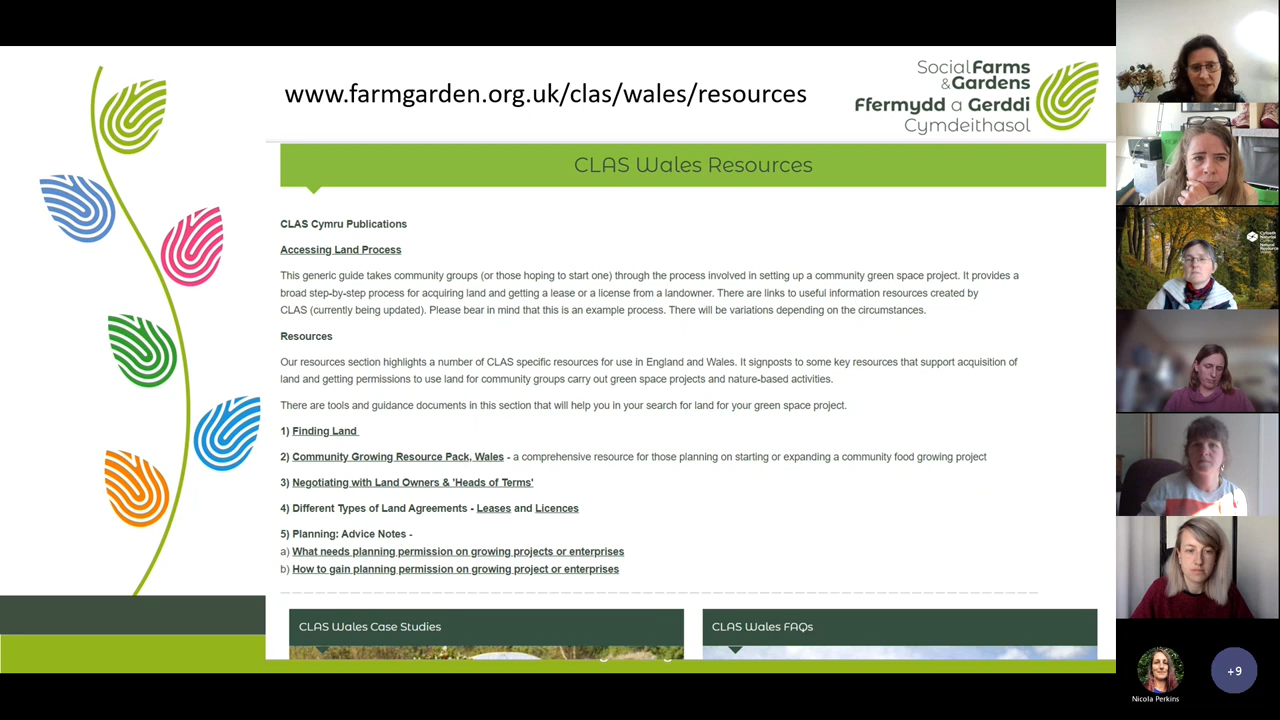 www.farmgarden.org.uk/clas/wales/resources
Social Farms
& Gardens
Ffermydd a Gerddi
Cymdeithasol
CLAS Wales Resources
CLAS Cymru Publications
Accessing Land Process
This generic guide takes community groups (or those hoping to start one) through the process involved in setting up a community green space project. It provides a
broad step-by-step process for acquiring land and getting a lease or a license from a landowner. There are links to useful information resources created by
CLAS (currently being updated). Please bear in mind that this is an example process. There will be variations depending on the circumstances.
Resources
Our resources section highlights a number of CLAS specific resources for use in England and Wales. It signposts to some key resources that support acquisition of
land and getting permissions to use land for community groups carry out green space projects and nature-based activities.
There are tools and guidance documents in this section that will help you in your search for land for your green space project.
1) Finding Land
2) Community Growing Resource Pack, Wales - a comprehensive resource for those planning on starting or expanding a community food growing project
3) Negotiating with Land Owners & 'Heads of Terms'
4) Different Types of Land Agreements - Leases and Licences
5) Planning: Advice Notes -
a) What needs planning permission on growing projects or enterprises
b) How to gain planning permission on growing project or enterprises
CLAS Wales Case Studies
CLAS Wales FAQs
Nicola Perkins
+9